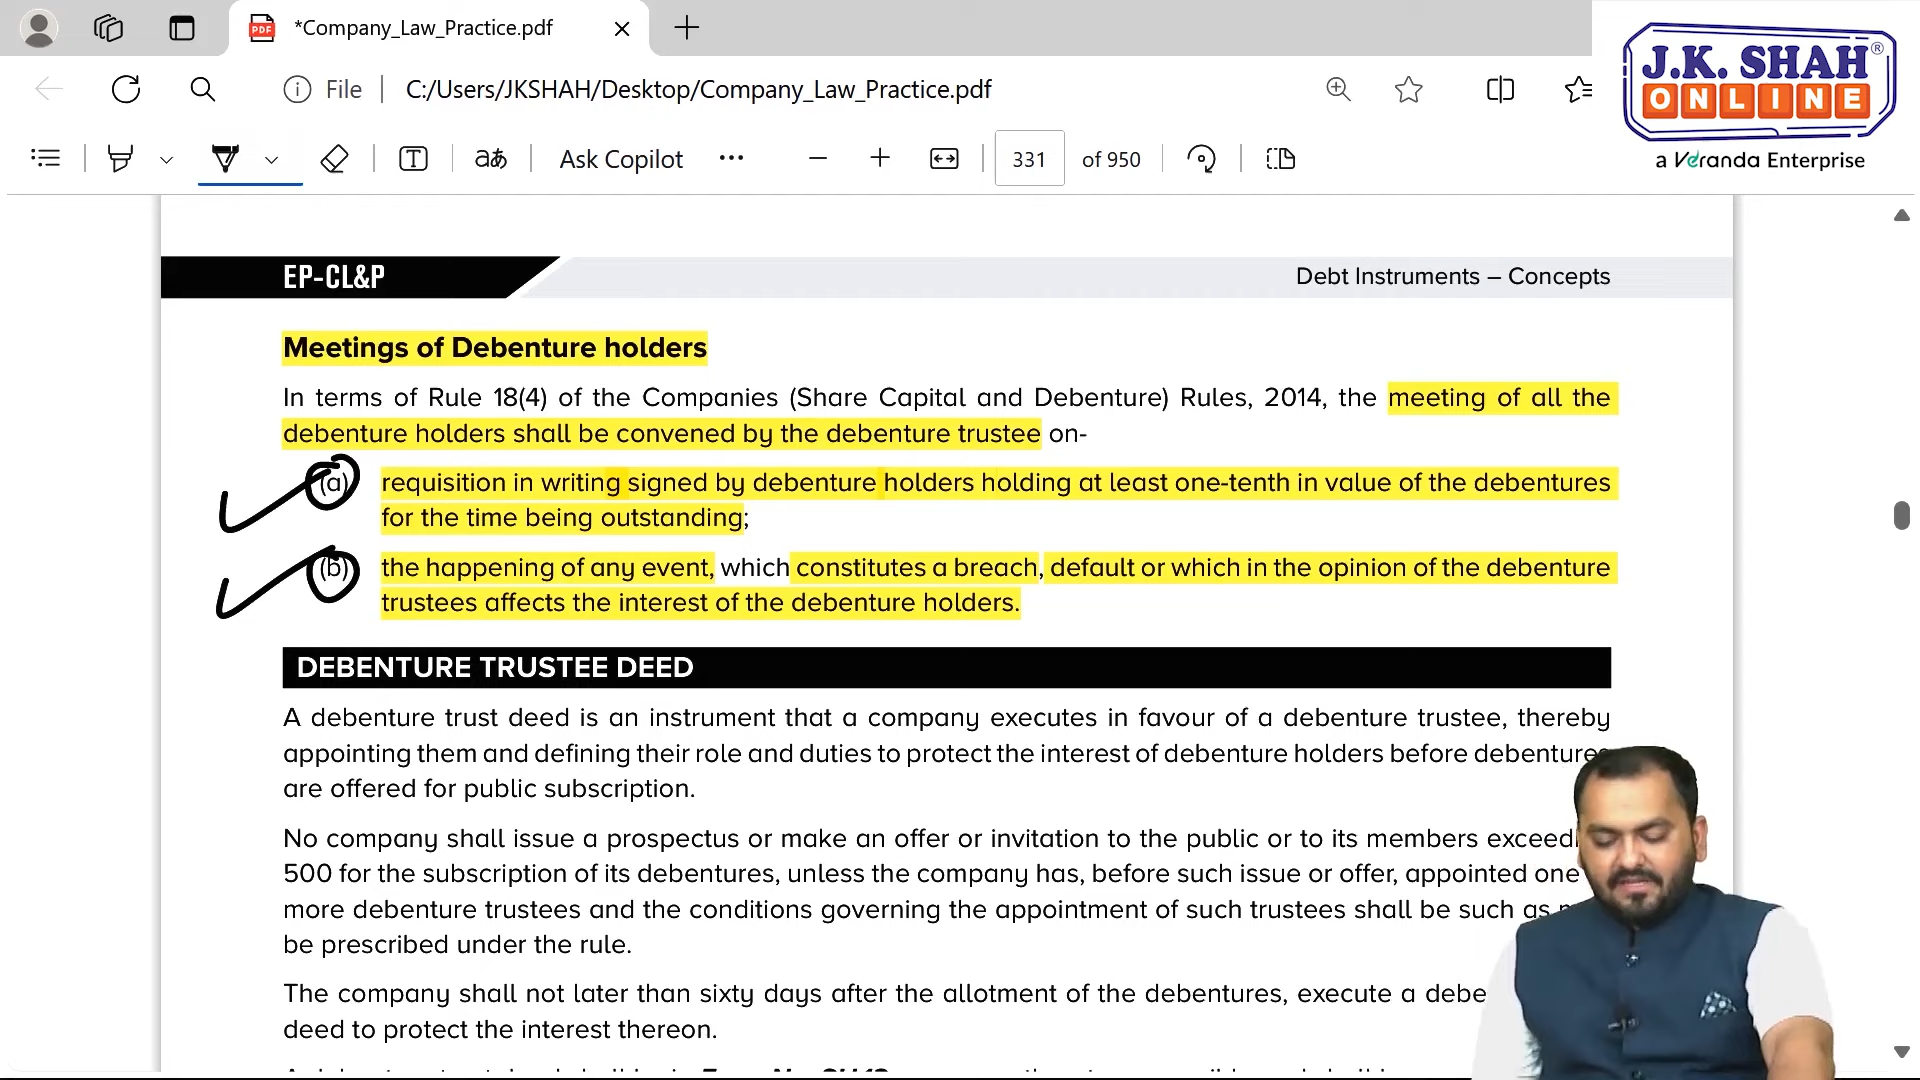 *Company_Law_Practice.pdf
J.K. SHAH®
ONLINE
a Veranda Enterprise
File
C:/Users/JKSHAH/Desktop/Company_Law_Practice.pdf
Ask Copilot
331 of 950
EP-CL&P
Debt Instruments – Concepts
Meetings of Debenture holders
In terms of Rule 18(4) of the Companies (Share Capital and Debenture) Rules, 2014, the meeting of all the
debenture holders shall be convened by the debenture trustee on-
(a) requisition in writing signed by debenture holders holding at least one-tenth in value of the debentures
for the time being outstanding;
(b) the happening of any event, which constitutes a breach, default or which in the opinion of the debenture
trustees affects the interest of the debenture holders.
DEBENTURE TRUSTEE DEED
A debenture trust deed is an instrument that a company executes in favour of a debenture trustee, thereby
appointing them and defining their role and duties to protect the interest of debenture holders before debentures
are offered for public subscription.
No company shall issue a prospectus or make an offer or invitation to the public or to its members
500 for the subscription of its debentures, unless the company has, before such issue or offer, appointed one
more debenture trustees and the conditions governing the appointment of such trustees shall be such as
be prescribed under the rule.
The company shall not later than sixty days after the allotment of the debentures, execute a
deed to protect the interest thereon.